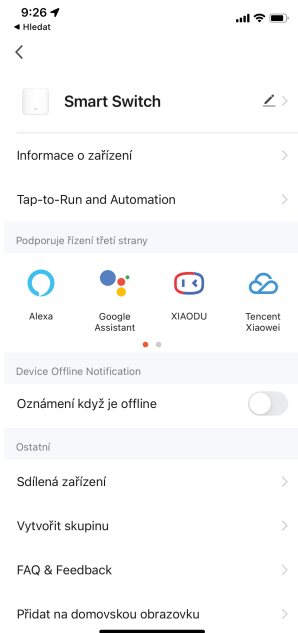 9:26
Hledat
Smart Switch
Informace o zařízení
Tap-to-Run and Automation
Podporuje řízení třetí strany
Alexa
Google
Assistant
XIAODU
Tencent
Xiaowei
Device Offline Notification
Oznámení když je offline
Ostatní
Sdílená zařízení
Vytvořit skupinu
FAQ & Feedback
Přidat na domovskou obrazovku